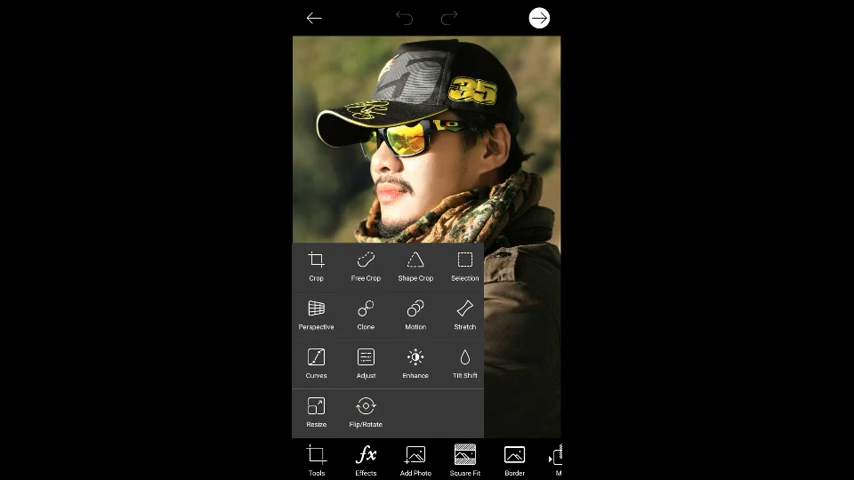 35
Crop Free Crop Shape Crop Selection
Perspective Clone Motion Stretch
Curves Adjust Enhance Tilt Shift
Resize Flip/Rotate
Tools Effects Add Photo Square Fit Border M